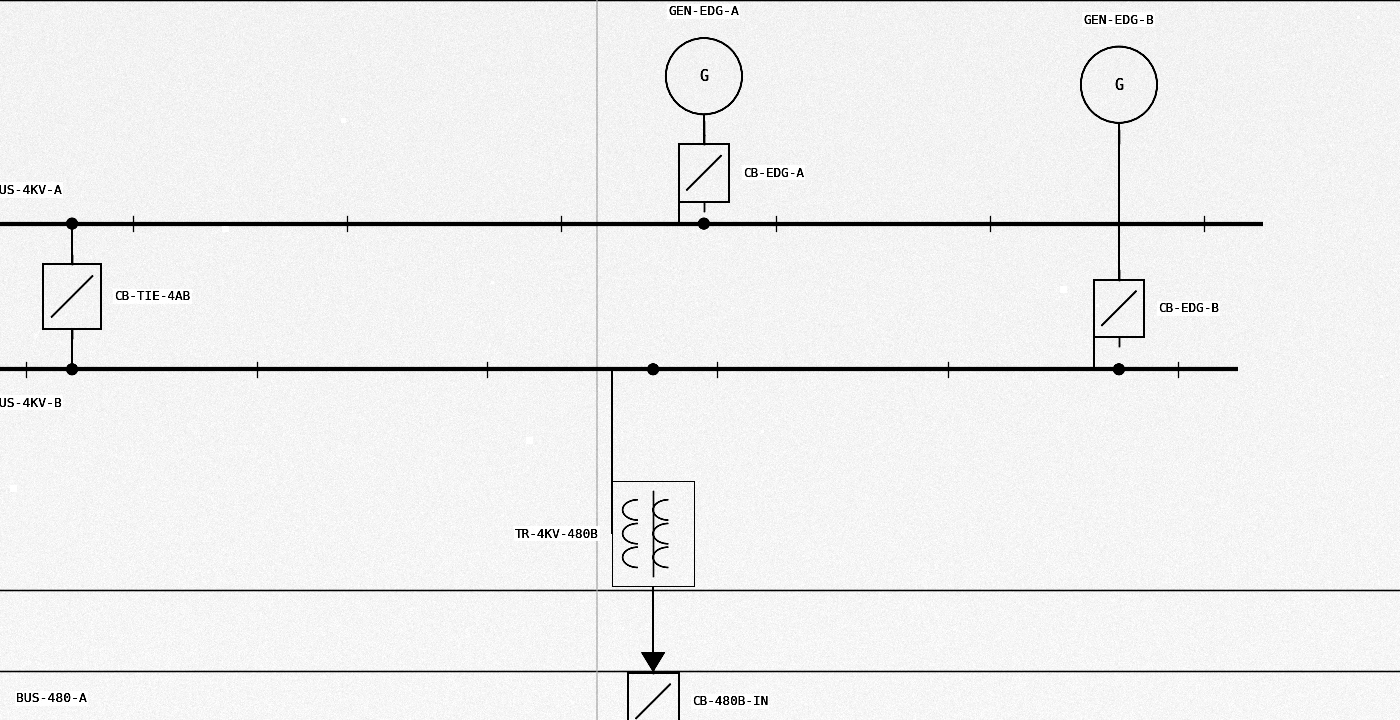 GEN-EDG-A
GEN-EDG-B
G
G
CB-EDG-A
US-4KV-A
CB-TIE-4AB
CB-EDG-B
US-4KV-B
TR-4KV-480B
BUS-480-A
CB-480B-IN